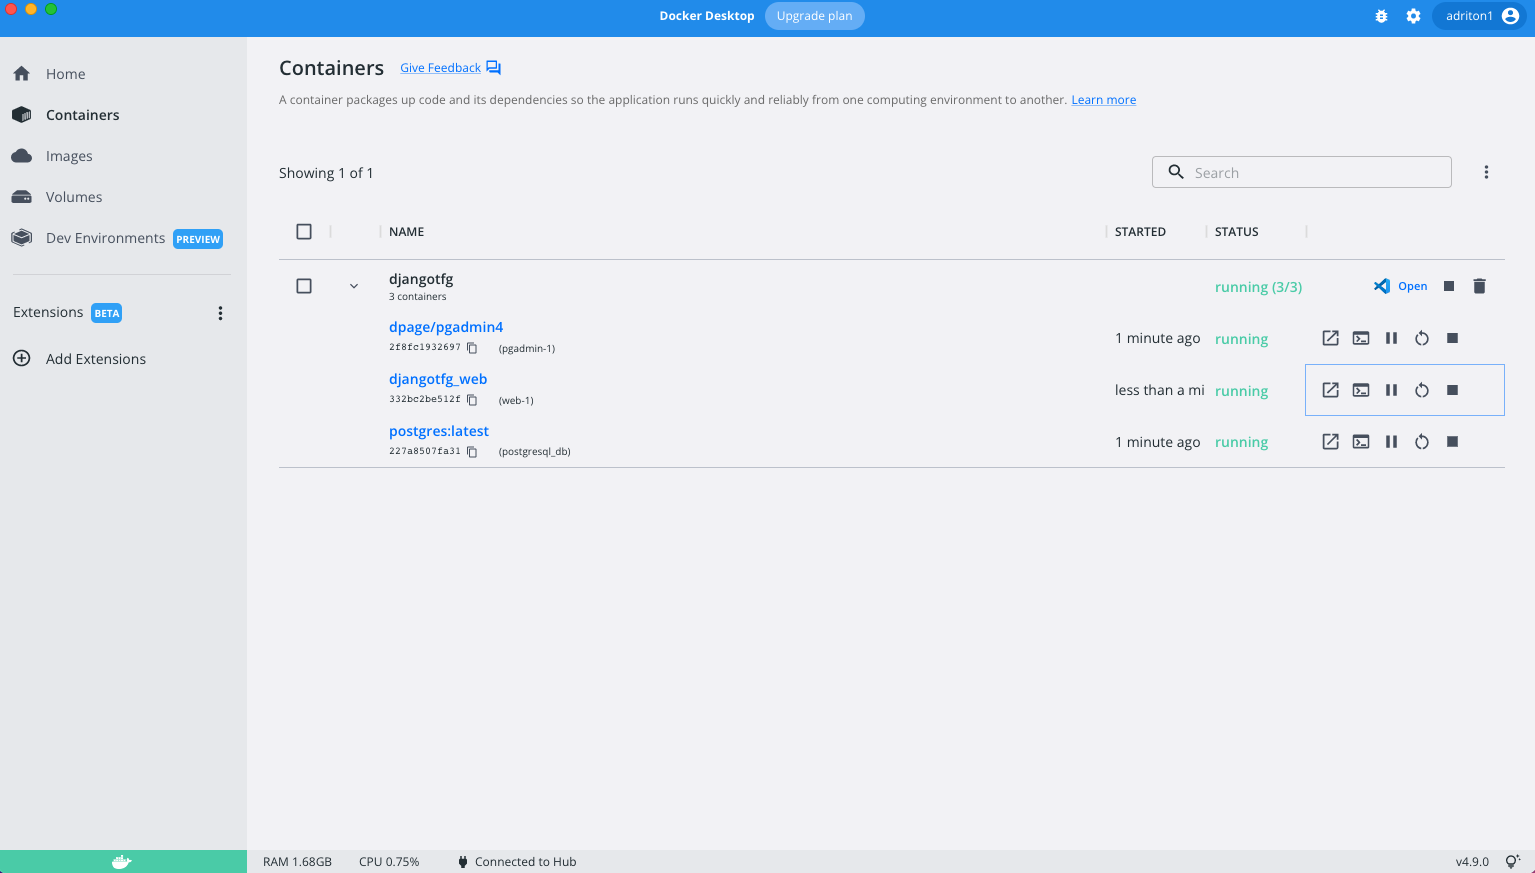 Docker Desktop Upgrade plan adriton1
Home
Containers
Images
Volumes
Dev Environments PREVIEW
Extensions BETA
Add Extensions
Containers Give Feedback
A container packages up code and its dependencies so the application runs quickly and reliably from one computing environment to another. Learn more
Showing 1 of 1 Search
NAME STARTED STATUS
djangotfg
3 containers running (3/3) Open
dpage/pgadmin4
2f8fc1932697 (pgadmin-1) 1 minute ago running
djangotfg_web
332bc2be512f (web-1) less than a mi running
postgres:latest
227a8507fa31 (postgresql_db) 1 minute ago running
RAM 1.68GB CPU 0.75% Connected to Hub v4.9.0